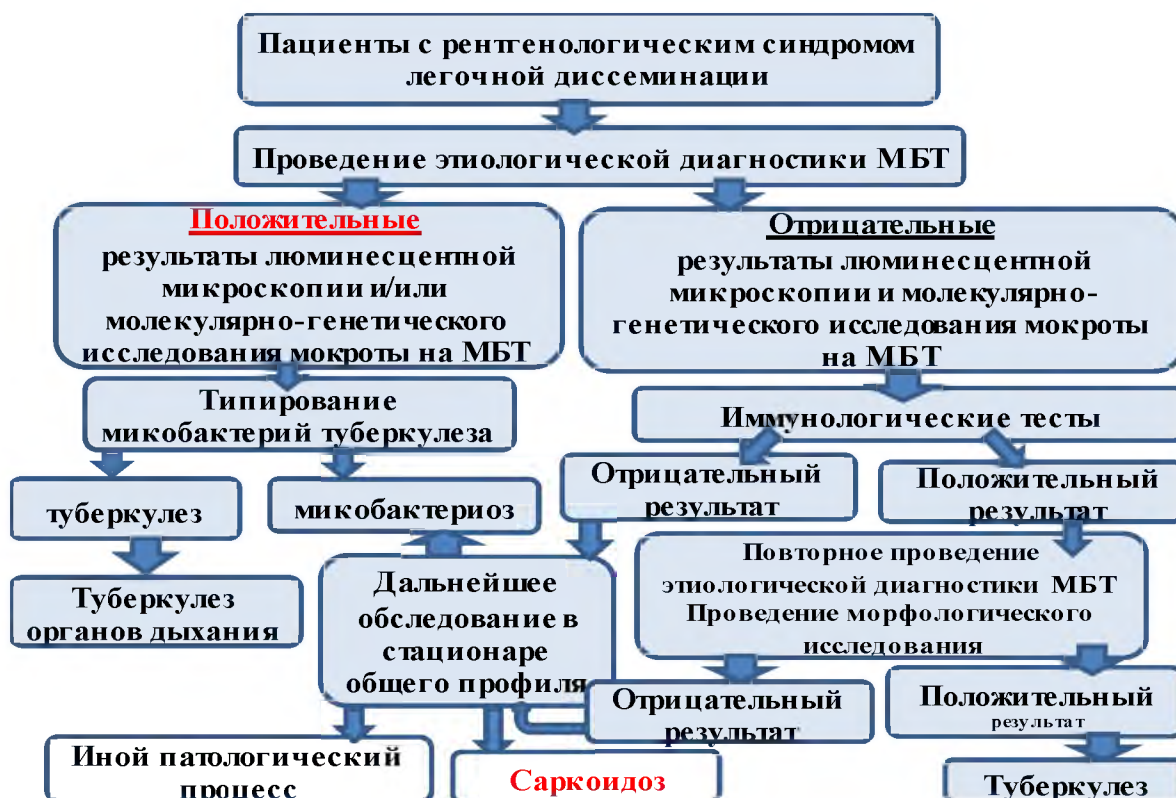 Пациенты с рентгенологическим синдромом
легочной диссеминации
Проведение этиологической диагностики МБТ
Положительные
результаты люминесцентной
микроскопии и/или
молекулярно-генетического
исследования мокроты на МБТ
Отрицательные
результаты люминесцентной
микроскопии и молекулярно-
генетического исследования мокроты
на МБТ
Типирование
микобактерий туберкулеза
Иммунологические тесты
туберкулез
микобактериоз
Отрицательный
результат
Положительный
результат
Туберкулез
органов дыхания
Дальнейшее
обследование в
стационаре
общего профиля
Повторное проведение
этиологической диагностики МБТ
Проведение морфологического
исследования
Отрицательный
результат
Положительный
результат
Иной патологический
процесс
Саркоидоз
Туберкулез